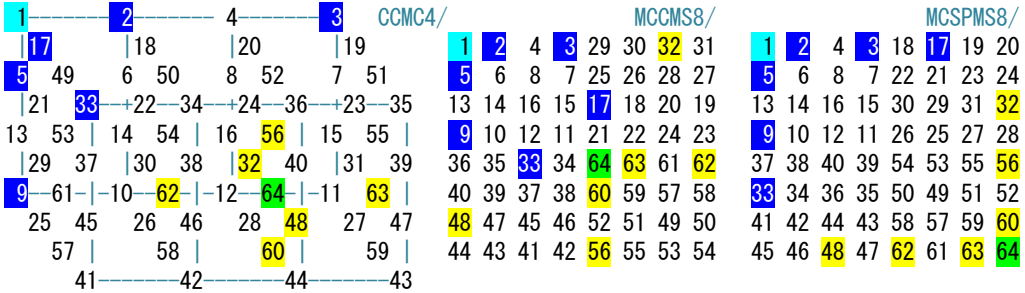 1-------- 2 ------- 4------- 3 CCMC4/
|17 |18 |20 |19
5 49 6 50 8 52 7 51
|21 33--+22--34--+24--36--+23--35
13 53 | 14 54 | 16 56 15 55 |
|29 37 |30 38 |32 40 |31 39
9--61-|-10--62-|-12--64-|-11 63 |
25 45 26 46 28 48 27 47
57 | 58 | 60 59 |
41-------42-------44-------43
MCCMS8/
1 2 4 3 29 30 32 31
5 6 8 7 25 26 28 27
13 14 16 15 17 18 20 19
9 10 12 11 21 22 24 23
36 35 33 34 64 63 61 62
40 39 37 38 60 59 57 58
48 47 45 46 52 51 49 50
44 43 41 42 56 55 53 54
MCSPMS8/
1 2 4 3 18 17 19 20
5 6 8 7 22 21 23 24
13 14 16 15 30 29 31 32
9 10 12 11 26 25 27 28
37 38 40 39 54 53 55 56
33 34 36 35 50 49 51 52
41 42 44 43 58 57 59 60
45 46 48 47 62 61 63 64